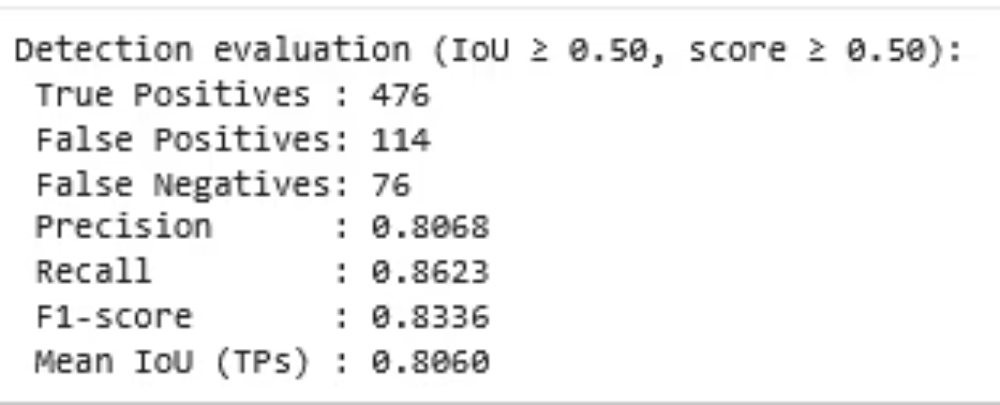 Detection evaluation (IoU ≥ 0.50, score ≥ 0.50):
True Positives : 476
False Positives: 114
False Negatives: 76
Precision      : 0.8068
Recall         : 0.8623
F1-score       : 0.8336
Mean IoU (TPs) : 0.8060